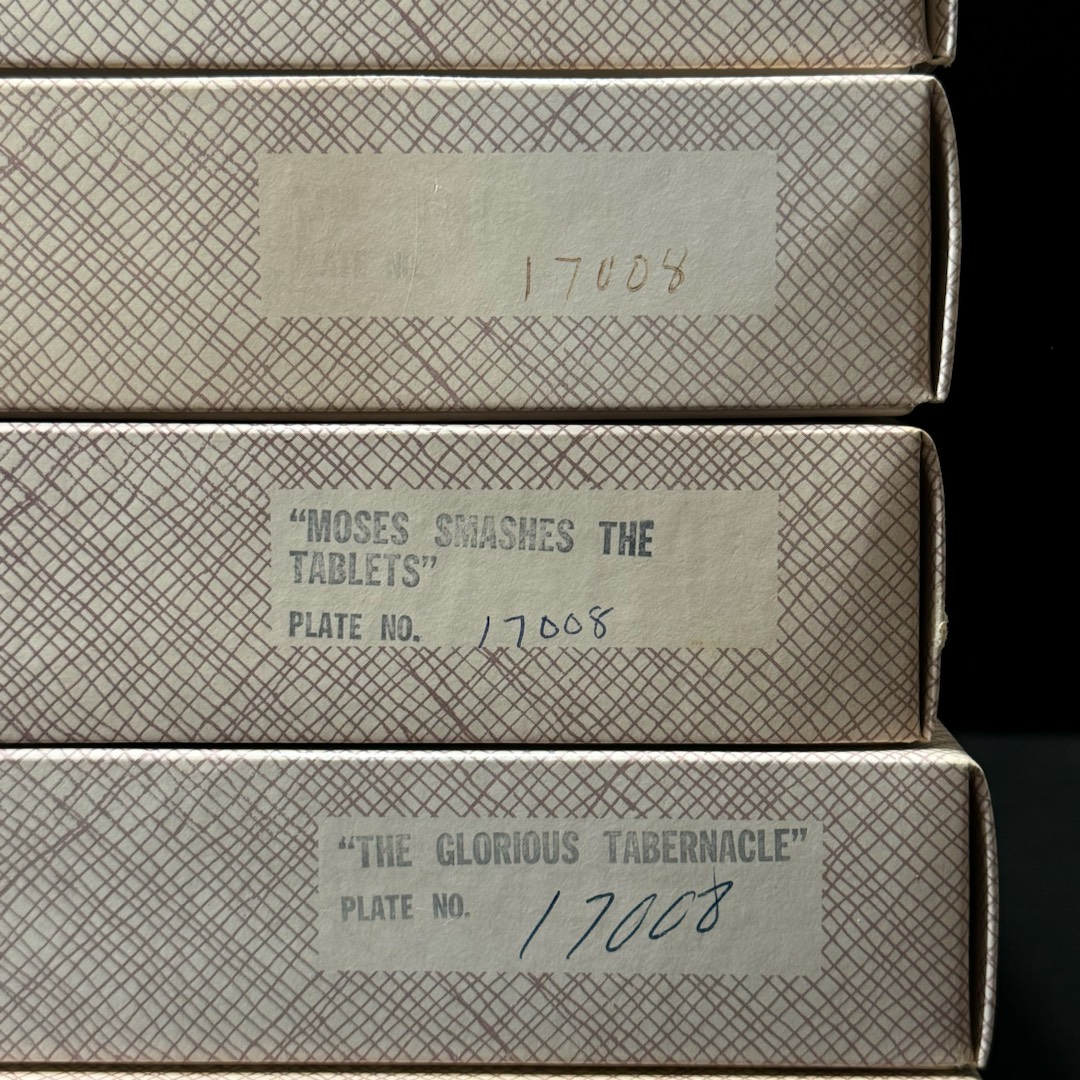 PLATE NO. 17008
“MOSES SMASHES THE
TABLETS”
PLATE NO. 17008
“THE GLORIOUS TABERNACLE”
PLATE NO. 17008